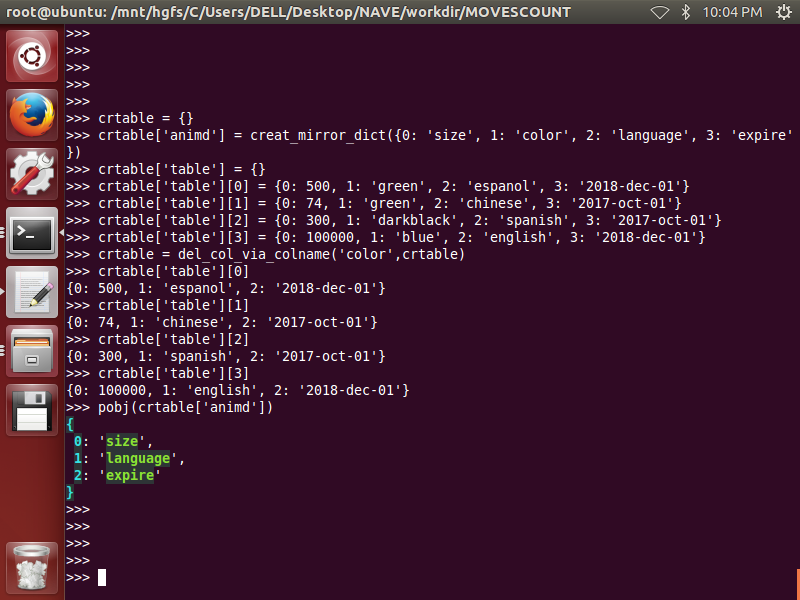 root@ubuntu: /mnt/hgfs/C/Users/DELL/Desktop/NAVE/workdir/MOVESCOUNT 10:04 PM
>>>
>>>
>>>
>>>
>>>
>>> crtable = {}
>>> crtable['animd'] = creat_mirror_dict({0: 'size', 1: 'color', 2: 'language', 3: 'expire'
})
>>> crtable['table'] = {}
>>> crtable['table'][0] = {0: 500, 1: 'green', 2: 'espanol', 3: '2018-dec-01'}
>>> crtable['table'][1] = {0: 74, 1: 'green', 2: 'chinese', 3: '2017-oct-01'}
>>> crtable['table'][2] = {0: 300, 1: 'darkblack', 2: 'spanish', 3: '2017-oct-01'}
>>> crtable['table'][3] = {0: 100000, 1: 'blue', 2: 'english', 3: '2018-dec-01'}
>>> crtable = del_col_via_colname('color',crtable)
>>> crtable['table'][0]
{0: 500, 1: 'espanol', 2: '2018-dec-01'}
>>> crtable['table'][1]
{0: 74, 1: 'chinese', 2: '2017-oct-01'}
>>> crtable['table'][2]
{0: 300, 1: 'spanish', 2: '2017-oct-01'}
>>> crtable['table'][3]
{0: 100000, 1: 'english', 2: '2018-dec-01'}
>>> pobj(crtable['animd'])
{
0: 'size',
1: 'language',
2: 'expire'
}
>>>
>>>
>>>
>>>
>>>